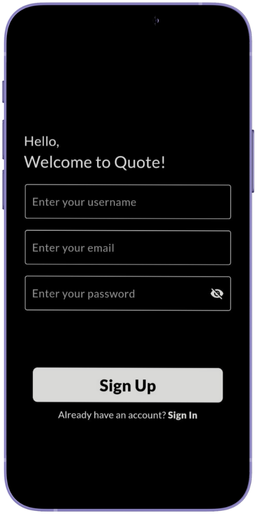 Hello,
Welcome to Quote!
Enter your username
Enter your email
Enter your password
Sign Up
Already have an account? Sign In